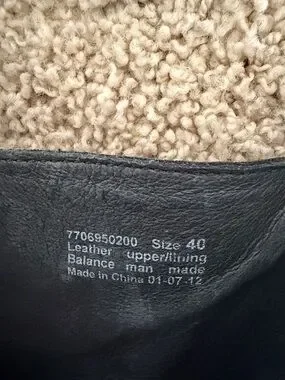 7706950200 Size 40
Leather upper/lining
Balance man made
Made in China 01-07-12